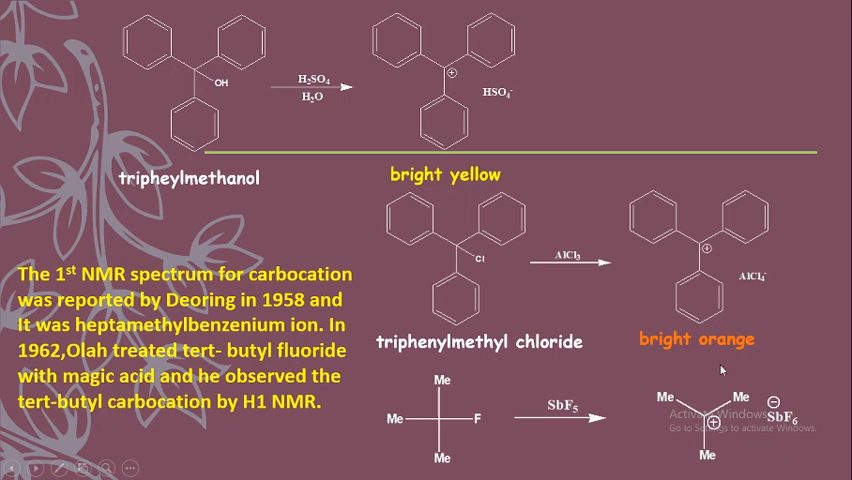 OH
H₂SO₄
H₂O
⊕
HSO₄⁻
tripheylmethanol
bright yellow
Cl
AlCl₃
⊕
AlCl₄⁻
The 1st NMR spectrum for carbocation
was reported by Deoring in 1958 and
It was heptamethylbenzenium ion. In
1962,Olah treated tert- butyl fluoride
with magic acid and he observed the
tert-butyl carbocation by H1 NMR.
triphenylmethyl chloride
bright orange
Me
Me
F
Me
SbF₅
Me
Me
⊕
Me
⊖
SbF₆
Activate Windows
Go to Settings to activate Windows.